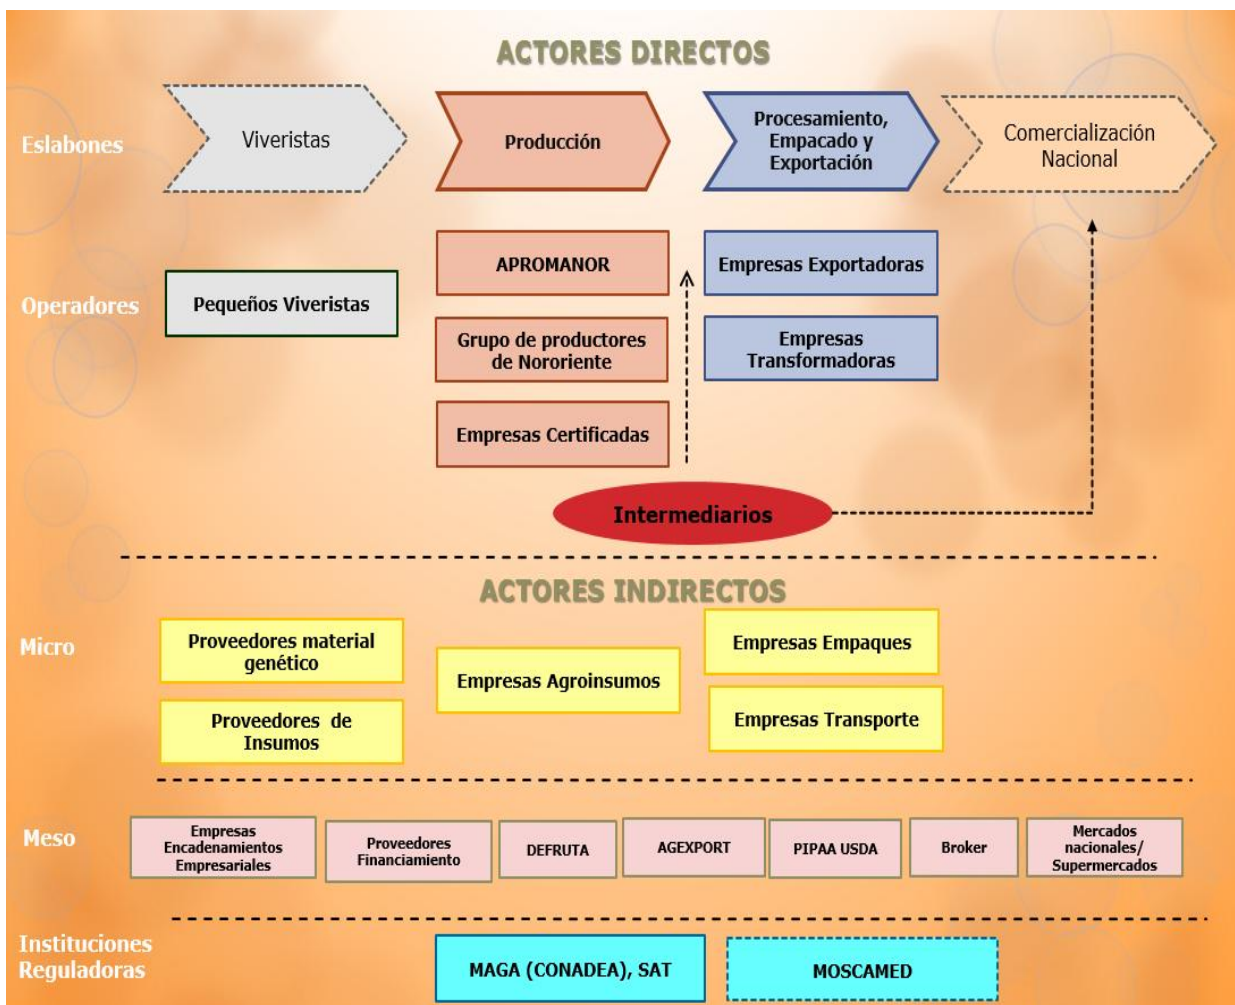 ACTORES DIRECTOS
Eslabones
Viveristas
Producción
Procesamiento,
Empacado y
Exportación
Comercialización
Nacional
Operadores
Pequeños Viveristas
APROMANOR
Grupo de productores
de Nororiente
Empresas Certificadas
Empresas Exportadoras
Empresas
Transformadoras
Intermediarios
ACTORES INDIRECTOS
Micro
Proveedores material
genético
Proveedores de
Insumos
Empresas Agroinsumos
Empresas Empaques
Empresas Transporte
Meso
Empresas
Encadenamientos
Empresariales
Proveedores
Financiamiento
DEFRUTA
AGEXPORT
PIPAA USDA
Broker
Mercados
nacionales/
Supermercados
Instituciones
Reguladoras
MAGA (CONADEA), SAT
MOSCAMED